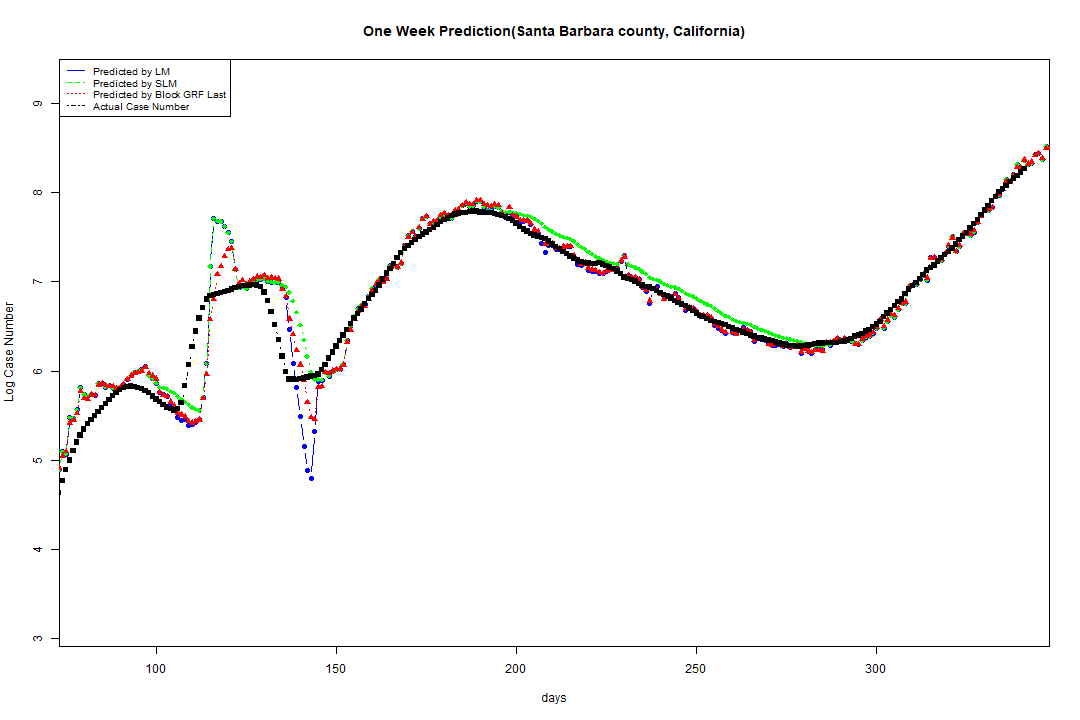 One Week Prediction(Santa Barbara county, California)
Predicted by LM
Predicted by SLM
Predicted by Block GRF Last
Actual Case Number
Log Case Number
9
8
7
6
5
4
3
100 150 200 250 300
days